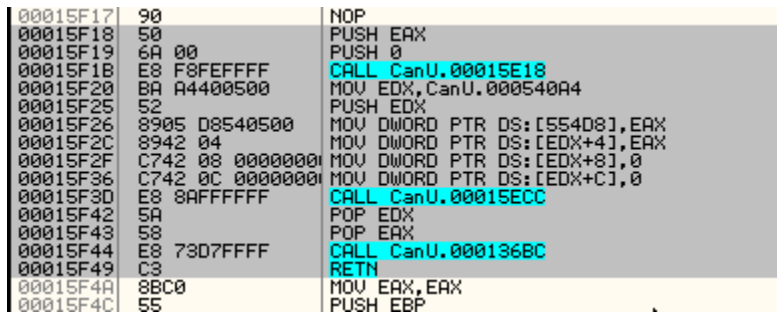 00015F17 90 NOP
00015F18 50 PUSH EAX
00015F19 6A 00 PUSH 0
00015F1B E8 F8FEFFFF CALL CanU.00015E18
00015F20 BA A4400500 MOV EDX,CanU.000540A4
00015F25 52 PUSH EDX
00015F26 8905 D8540500 MOV DWORD PTR DS:[554D8],EAX
00015F2C 8942 04 MOV DWORD PTR DS:[EDX+4],EAX
00015F2F C742 08 0000000 MOV DWORD PTR DS:[EDX+8],0
00015F36 C742 0C 0000000 MOV DWORD PTR DS:[EDX+C],0
00015F3D E8 8AFFFFFF CALL CanU.00015ECC
00015F42 5A POP EDX
00015F43 58 POP EAX
00015F44 E8 73D7FFFF CALL CanU.000136BC
00015F49 C3 RETN
00015F4A 8BC0 MOV EAX,EAX
00015F4C 55 PUSH EBP